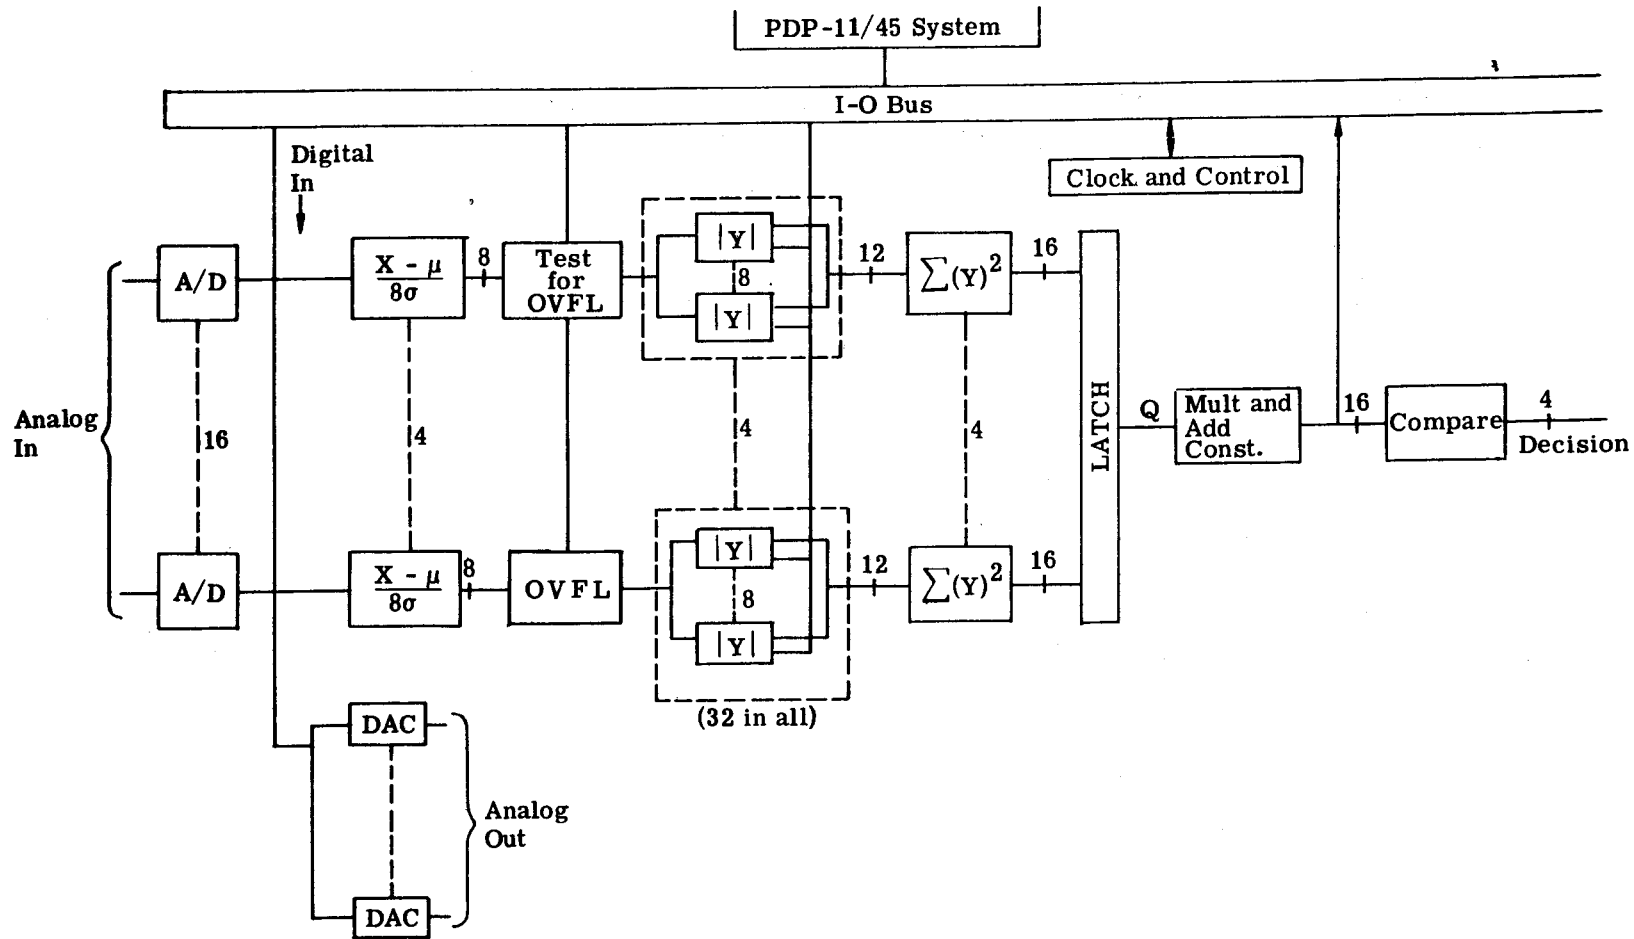 PDP-11/45 System
I-O Bus
Digital
In
Clock and Control
A/D
X - μ
8σ
8
Test
for
OVFL
|Y|
8
|Y|
12
∑(Y)²
16
Analog
In
16
4
4
4
LATCH
Q
Mult and
Add
Const.
16
Compare
4
Decision
A/D
X - μ
8σ
8
OVFL
|Y|
8
|Y|
12
∑(Y)²
16
(32 in all)
DAC
Analog
Out
DAC